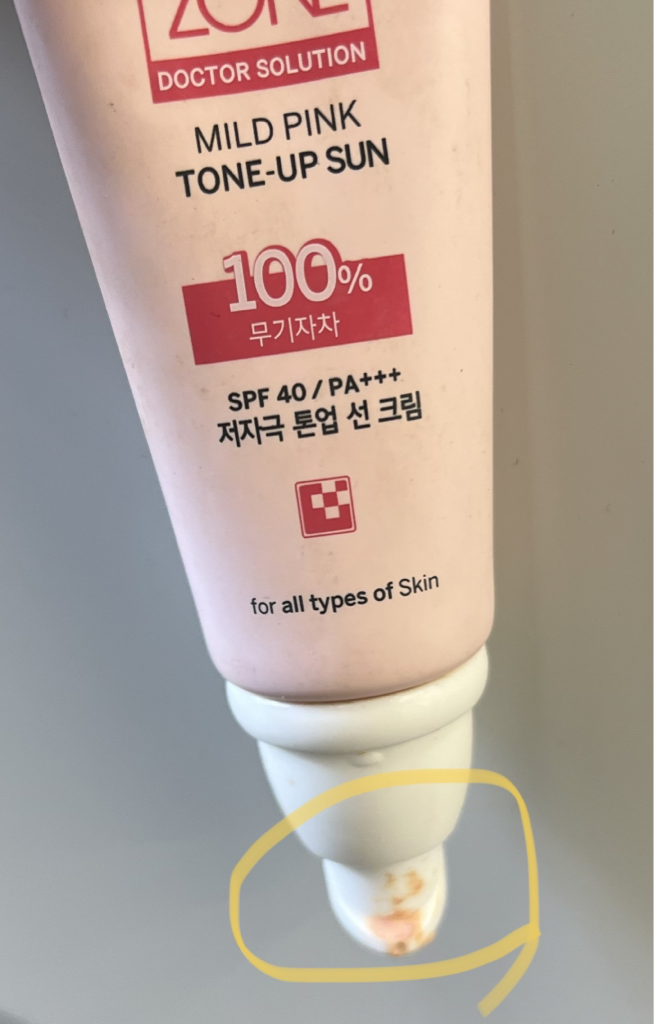 ZONE
DOCTOR SOLUTION
MILD PINK
TONE-UP SUN
100%
무기자차
SPF 40 / PA+++
저자극 톤업 선 크림
for all types of Skin